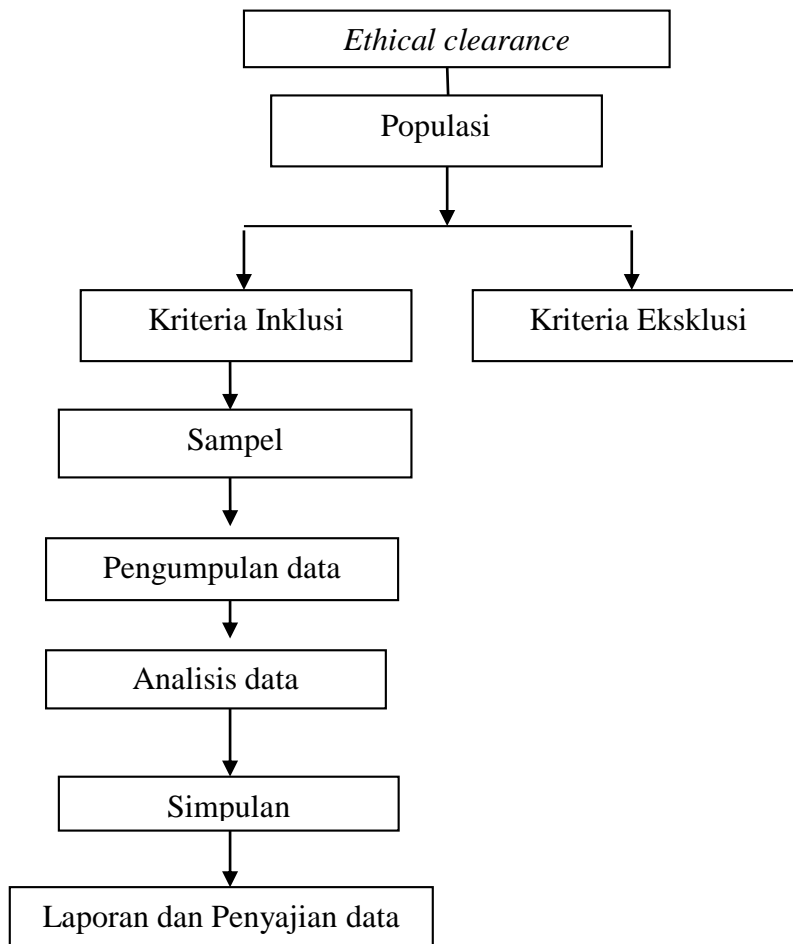 Ethical clearance
Populasi
Kriteria Inklusi
Kriteria Eksklusi
Sampel
Pengumpulan data
Analisis data
Simpulan
Laporan dan Penyajian data